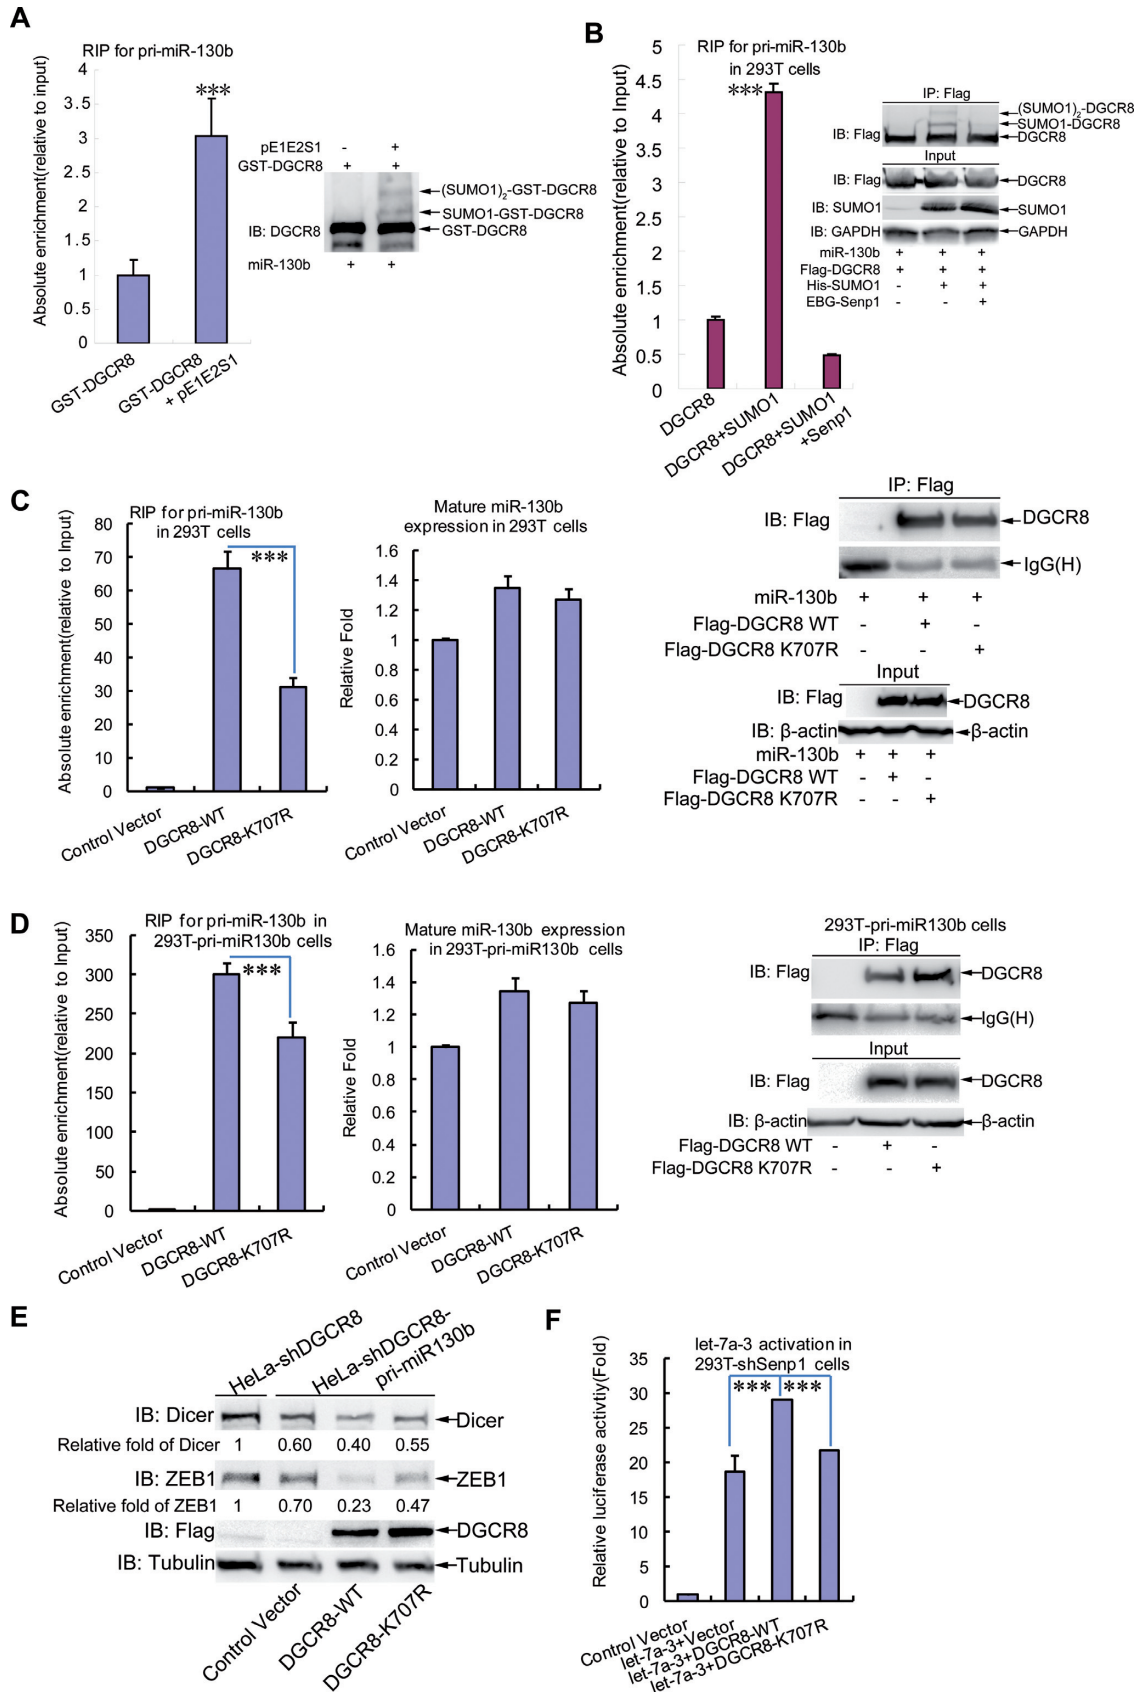 A
RIP for pri-miR-130b
Absolute enrichment(relative to input)
4
3.5
3
2.5
2
1.5
1
0.5
0
***
GST-DGCR8
GST-DGCR8
+ pE1E2S1
pE1E2S1 - +
GST-DGCR8 + +
(SUMO1)2-GST-DGCR8
SUMO1-GST-DGCR8
IB: DGCR8
GST-DGCR8
miR-130b + +
B
RIP for pri-miR-130b
in 293T cells
Absolute enrichment(relative to Input)
5
4.5
4
3.5
3
2.5
2
1.5
1
0.5
0
***
DGCR8
DGCR8+SUMO1
DGCR8+SUMO1
+Senp1
IP: Flag
(SUMO1)2-DGCR8
SUMO1-DGCR8
IB: Flag DGCR8
Input
IB: Flag DGCR8
IB: SUMO1 SUMO1
IB: GAPDH GAPDH
miR-130b + + +
Flag-DGCR8 + + +
His-SUMO1 - + +
EBG-Senp1 - - +
C
RIP for pri-miR-130b
in 293T cells
Absolute enrichment(relative to Input)
80
70
60
50
40
30
20
10
0
***
Control Vector
DGCR8-WT
DGCR8-K707R
Mature miR-130b
expression in 293T cells
Relative Fold
1.6
1.4
1.2
1
0.8
0.6
0.4
0.2
0
Control Vector
DGCR8-WT
DGCR8-K707R
IP: Flag
IB: Flag DGCR8
IgG(H)
miR-130b + + +
Flag-DGCR8 WT - + -
Flag-DGCR8 K707R - - +
Input
IB: Flag DGCR8
IB: β-actin β-actin
miR-130b + + +
Flag-DGCR8 WT - + -
Flag-DGCR8 K707R - - +
D
RIP for pri-miR-130b in
293T-pri-miR130b cells
Absolute enrichment(relative to Input)
350
300
250
200
150
100
50
0
***
Control Vector
DGCR8-WT
DGCR8-K707R
Mature miR-130b expression
in 293T-pri-miR130b cells
Relative Fold
1.6
1.4
1.2
1
0.8
0.6
0.4
0.2
0
Control Vector
DGCR8-WT
DGCR8-K707R
293T-pri-miR130b cells
IP: Flag
IB: Flag DGCR8
IgG(H)
Input
IB: Flag DGCR8
IB: β-actin β-actin
Flag-DGCR8 WT - + -
Flag-DGCR8 K707R - - +
E
HeLa-shDGCR8
HeLa-shDGCR8-
pri-miR130b
IB: Dicer Dicer
Relative fold of Dicer 1 0.60 0.40 0.55
IB: ZEB1 ZEB1
Relative fold of ZEB1 1 0.70 0.23 0.47
IB: Flag DGCR8
IB: Tubulin Tubulin
Control Vector
DGCR8-WT
DGCR8-K707R
F
let-7a-3 activation in
293T-shSenp1 cells
Relative luciferase activtiy(Fold)
35
30
25
20
15
10
5
0
*** ***
Control Vector
let-7a-3+Vector
let-7a-3+DGCR8-WT
let-7a-3+DGCR8-K707R